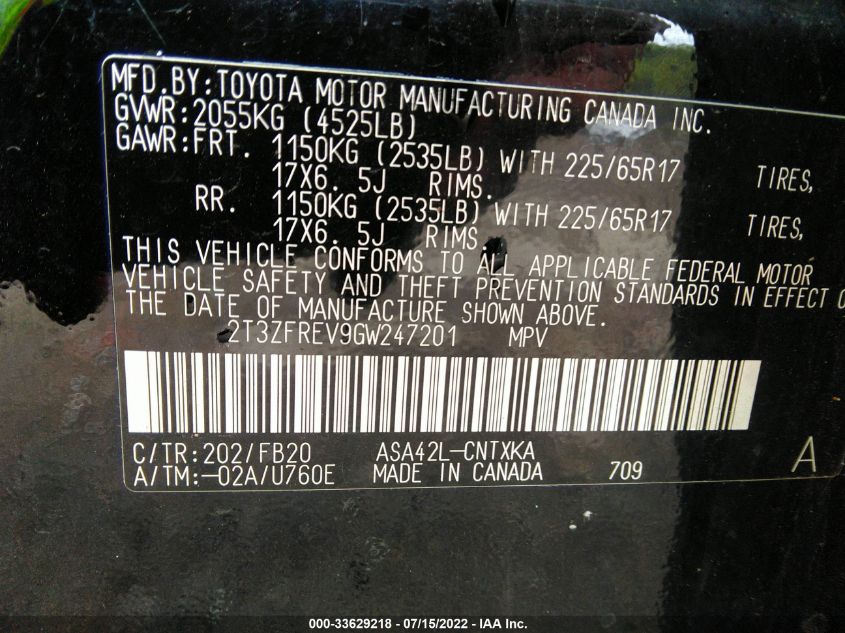 MFD.BY:TOYOTA MOTOR MANUFACTURING CANADA INC.
GVWR:2055KG (4525LB)
GAWR:FRT. 1150KG (2535LB) WITH 225/65R17 TIRES,
17X6. 5J RIMS.
RR. 1150KG (2535LB) WITH 225/65R17 TIRES,
17X6. 5J RIMS
THIS VEHICLE CONFORMS TO ALL APPLICABLE FEDERAL MOTOR
VEHICLE SAFETY AND THEFT PREVENTION STANDARDS IN EFFECT O
THE DATE OF MANUFACTURE SHOWN ABOVE.
2T3ZFREV9GW247201 MPV
C/TR:202/FB20 ASA42L-CNTXKA
A/TM:-02A/U760E MADE IN CANADA 709 A
000-33629218 - 07/15/2022 - IAA Inc.